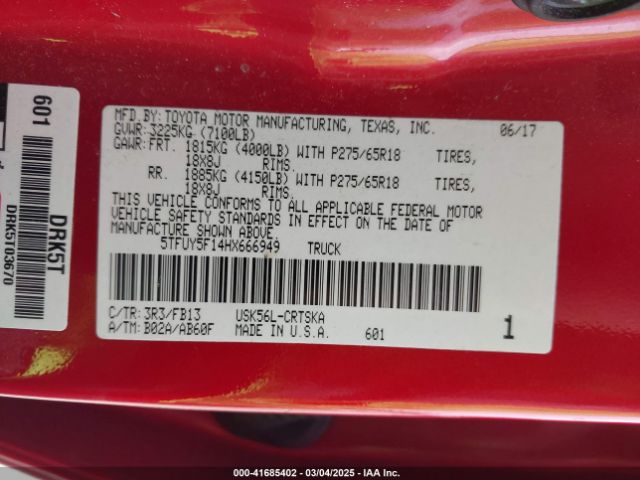 MFD.BY: TOYOTA MOTOR MANUFACTURING, TEXAS, INC. 06/17
GVWR: 3225KG (7100LB)
GAWR: FRT. 1815KG (4000LB) WITH P275/65R18 TIRES,
18X8J RIMS.
RR. 1885KG (4150LB) WITH P275/65R18 TIRES,
18X8J RIMS.
THIS VEHICLE CONFORMS TO ALL APPLICABLE FEDERAL MOTOR
VEHICLE SAFETY STANDARDS IN EFFECT ON THE DATE OF
MANUFACTURE SHOWN ABOVE.
5TFUY5F14HX666949 TRUCK
C/TR: 3R3/FB13 USK56L-CRTSKA
A/TM: B02A/AB60F MADE IN U.S.A. 601 1
601
DRK5T
DRK5T03670
000-41685402 - 03/04/2025 - IAA Inc.